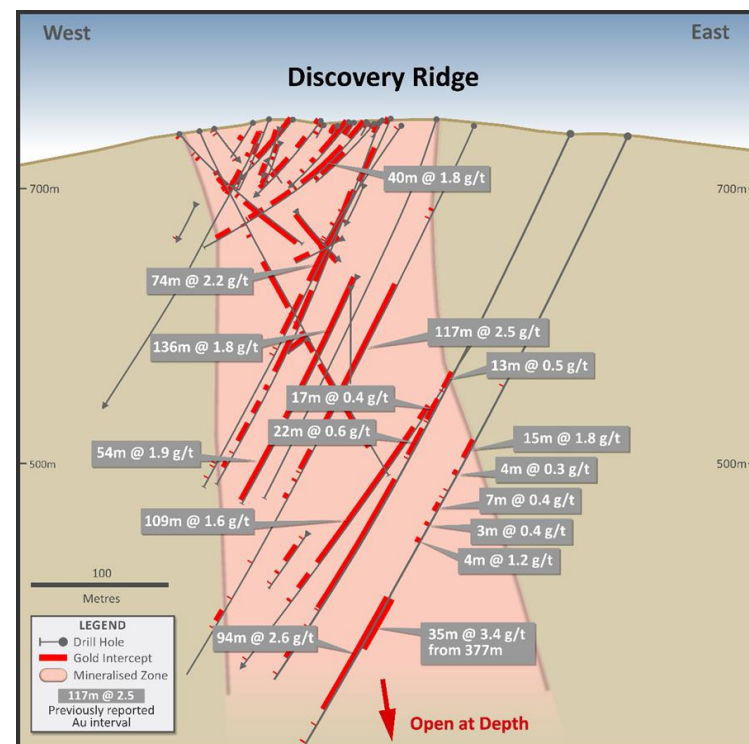 West
East
Discovery Ridge
700m
700m
40m @ 1.8 g/t
74m @ 2.2 g/t
136m @ 1.8 g/t
117m @ 2.5 g/t
13m @ 0.5 g/t
17m @ 0.4 g/t
22m @ 0.6 g/t
15m @ 1.8 g/t
54m @ 1.9 g/t
500m
500m
4m @ 0.3 g/t
7m @ 0.4 g/t
109m @ 1.6 g/t
3m @ 0.4 g/t
4m @ 1.2 g/t
100
Metres
LEGEND
Drill Hole
Gold Intercept
Mineralised Zone
117m @ 2.5
Previously reported
Au interval
94m @ 2.6 g/t
35m @ 3.4 g/t
from 377m
Open at Depth